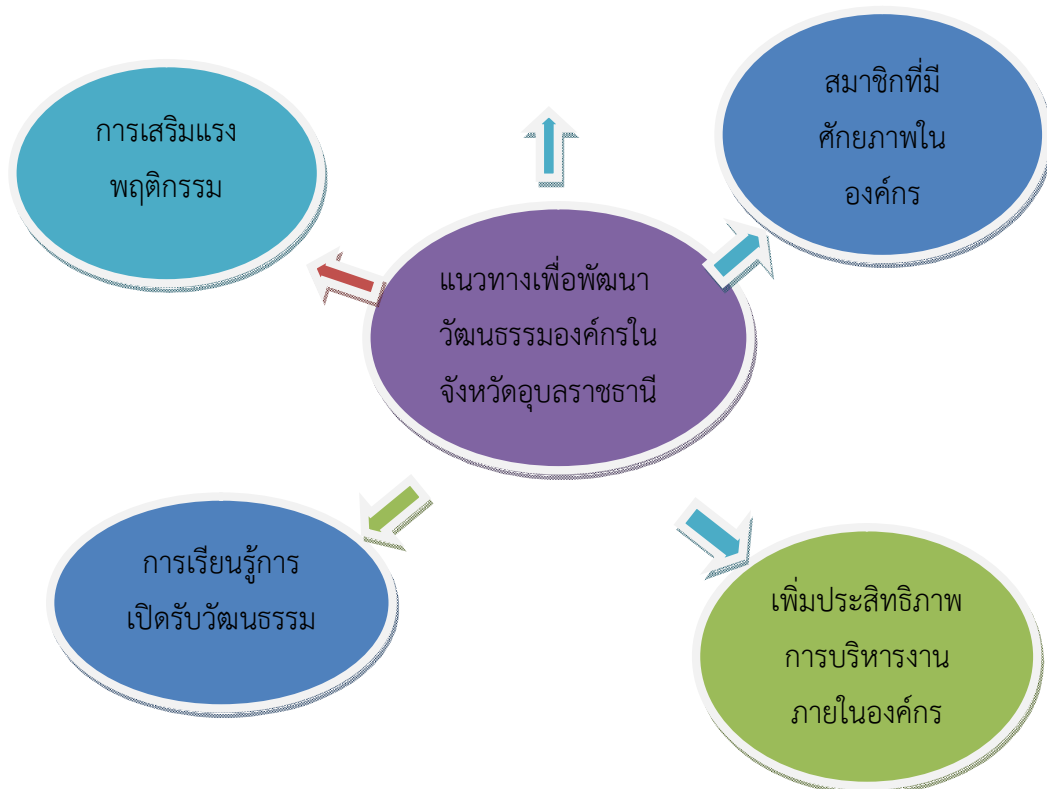 การเสริมแรง
พฤติกรรม
สมาชิกที่มี
ศักยภาพใน
องค์กร
แนวทางเพื่อพัฒนา
วัฒนธรรมองค์กรใน
จังหวัดอุบลราชธานี
การเรียนรู้การ
เปิดรับวัฒนธรรม
เพิ่มประสิทธิภาพ
การบริหารงาน
ภายในองค์กร